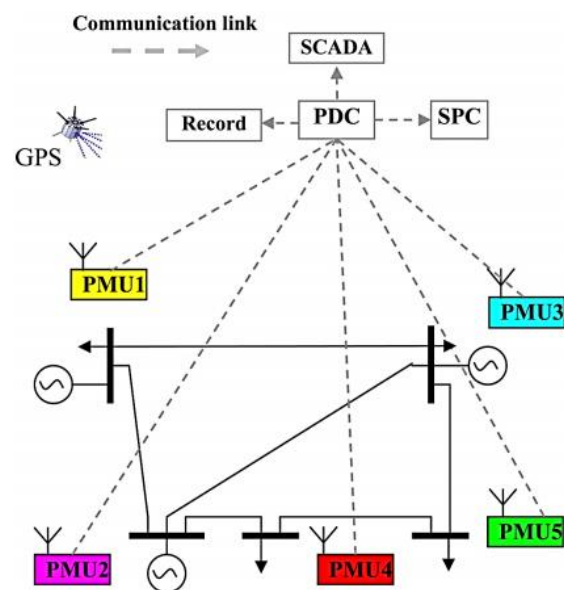 Communication link
SCADA
Record
PDC
SPC
GPS
PMU1
PMU3
PMU2
PMU4
PMU5